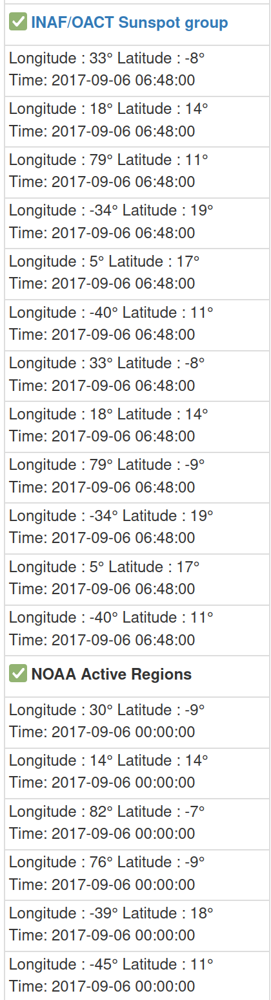 INAF/OACT Sunspot group
Longitude : 33° Latitude : -8°
Time: 2017-09-06 06:48:00
Longitude : 18° Latitude : 14°
Time: 2017-09-06 06:48:00
Longitude : 79° Latitude : 11°
Time: 2017-09-06 06:48:00
Longitude : -34° Latitude : 19°
Time: 2017-09-06 06:48:00
Longitude : 5° Latitude : 17°
Time: 2017-09-06 06:48:00
Longitude : -40° Latitude : 11°
Time: 2017-09-06 06:48:00
Longitude : 33° Latitude : -8°
Time: 2017-09-06 06:48:00
Longitude : 18° Latitude : 14°
Time: 2017-09-06 06:48:00
Longitude : 79° Latitude : -9°
Time: 2017-09-06 06:48:00
Longitude : -34° Latitude : 19°
Time: 2017-09-06 06:48:00
Longitude : 5° Latitude : 17°
Time: 2017-09-06 06:48:00
Longitude : -40° Latitude : 11°
Time: 2017-09-06 06:48:00
NOAA Active Regions
Longitude : 30° Latitude : -9°
Time: 2017-09-06 00:00:00
Longitude : 14° Latitude : 14°
Time: 2017-09-06 00:00:00
Longitude : 82° Latitude : -7°
Time: 2017-09-06 00:00:00
Longitude : 76° Latitude : -9°
Time: 2017-09-06 00:00:00
Longitude : -39° Latitude : 18°
Time: 2017-09-06 00:00:00
Longitude : -45° Latitude : 11°
Time: 2017-09-06 00:00:00